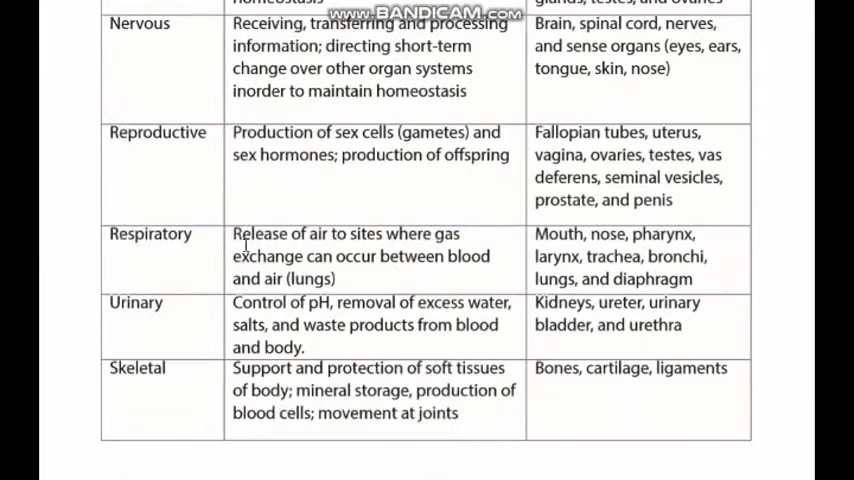 homeostasis
glands, testes, and ovaries
www.BANDICAM.com
Nervous
Receiving, transferring and processing
information; directing short-term
change over other organ systems
inorder to maintain homeostasis
Brain, spinal cord, nerves,
and sense organs (eyes, ears,
tongue, skin, nose)
Reproductive
Production of sex cells (gametes) and
sex hormones; production of offspring
Fallopian tubes, uterus,
vagina, ovaries, testes, vas
deferens, seminal vesicles,
prostate, and penis
Respiratory
Release of air to sites where gas
exchange can occur between blood
and air (lungs)
Mouth, nose, pharynx,
larynx, trachea, bronchi,
lungs, and diaphragm
Urinary
Control of pH, removal of excess water,
salts, and waste products from blood
and body.
Kidneys, ureter, urinary
bladder, and urethra
Skeletal
Support and protection of soft tissues
of body; mineral storage, production of
blood cells; movement at joints
Bones, cartilage, ligaments